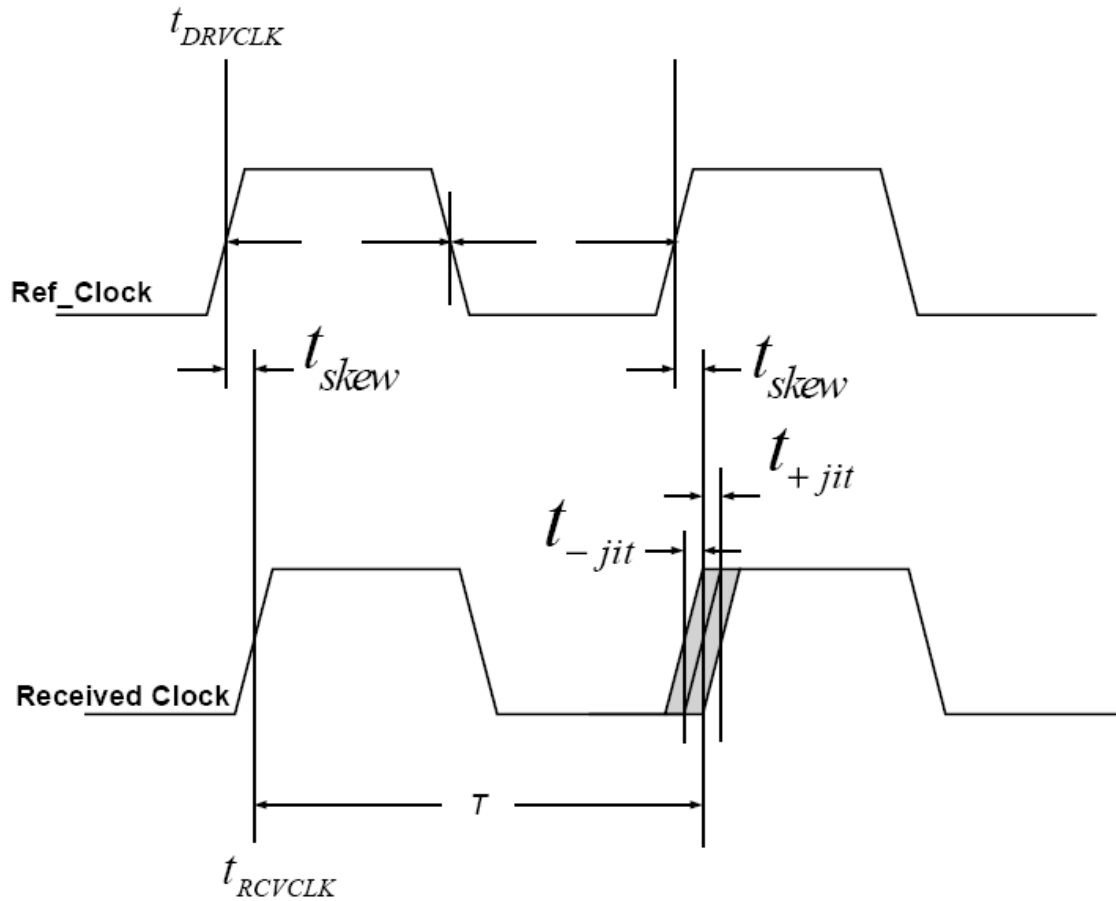 t_DRVCLK
Ref_Clock
t_skew
t_skew
t_+ jit
t_- jit
Received Clock
T
t_RCVCLK